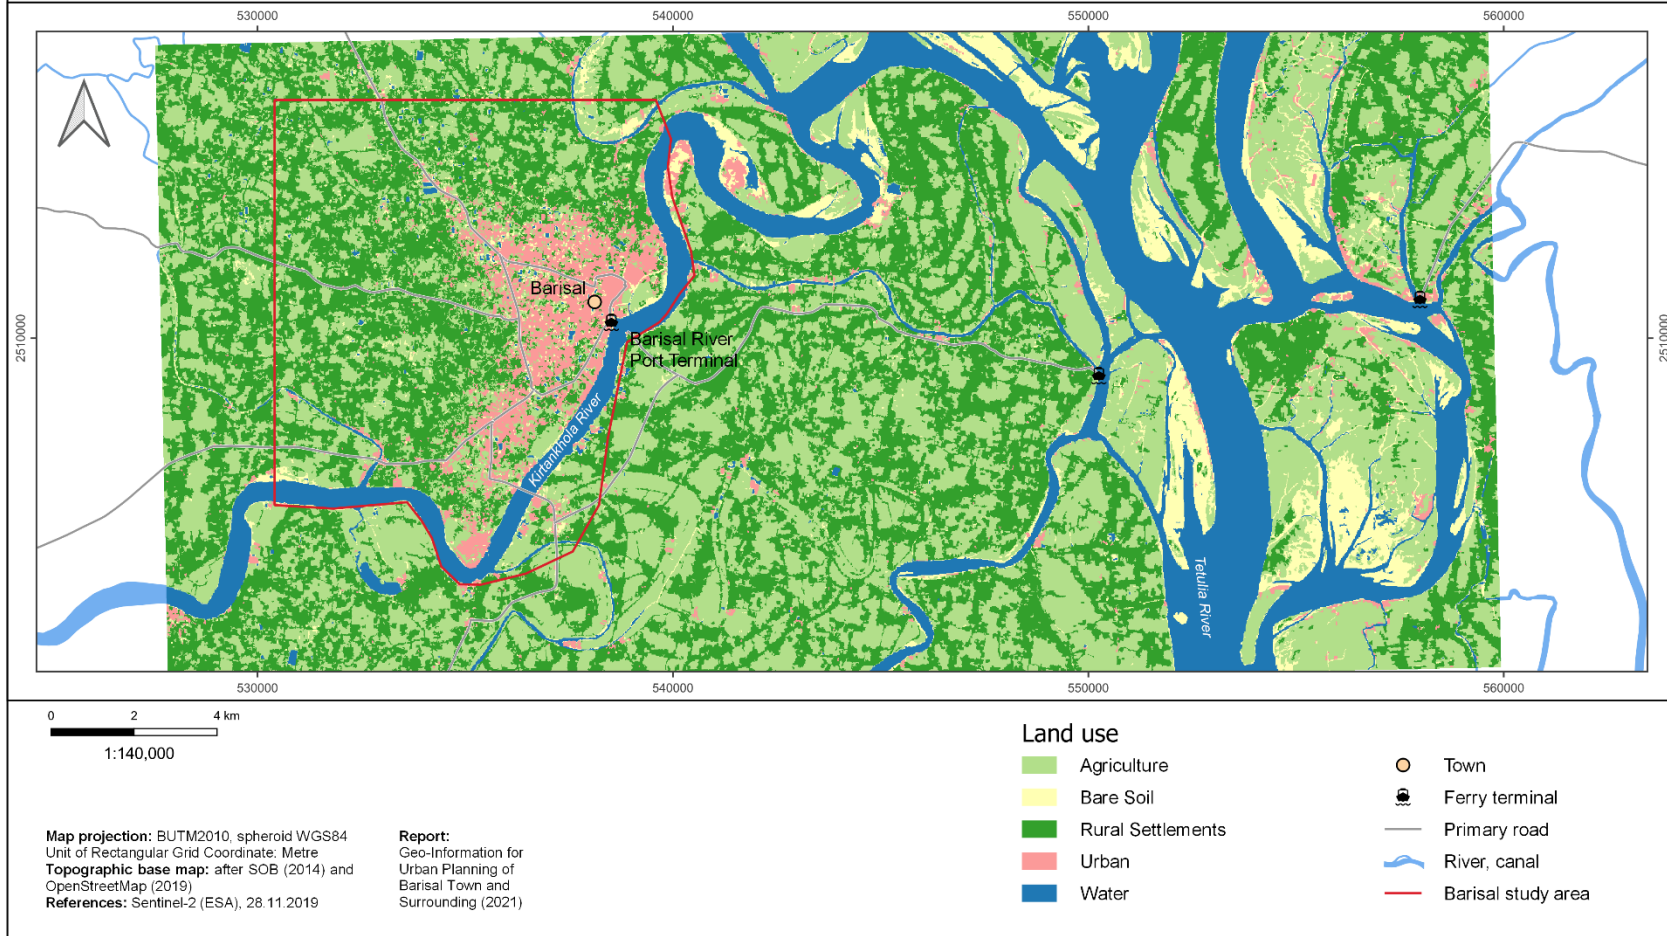 530000
540000
550000
560000
2510000
2510000
Barisal
Barisal River
Port Terminal
Kirtankhola River
Tetulia River
530000
540000
550000
560000
0 2 4 km
1:140,000
Map projection: BUTM2010, spheroid WGS84
Unit of Rectangular Grid Coordinate: Metre
Topographic base map: after SOB (2014) and
OpenStreetMap (2019)
References: Sentinel-2 (ESA), 28.11.2019
Report:
Geo-Information for
Urban Planning of
Barisal Town and
Surrounding (2021)
Land use
Agriculture
Bare Soil
Rural Settlements
Urban
Water
Town
Ferry terminal
Primary road
River, canal
Barisal study area